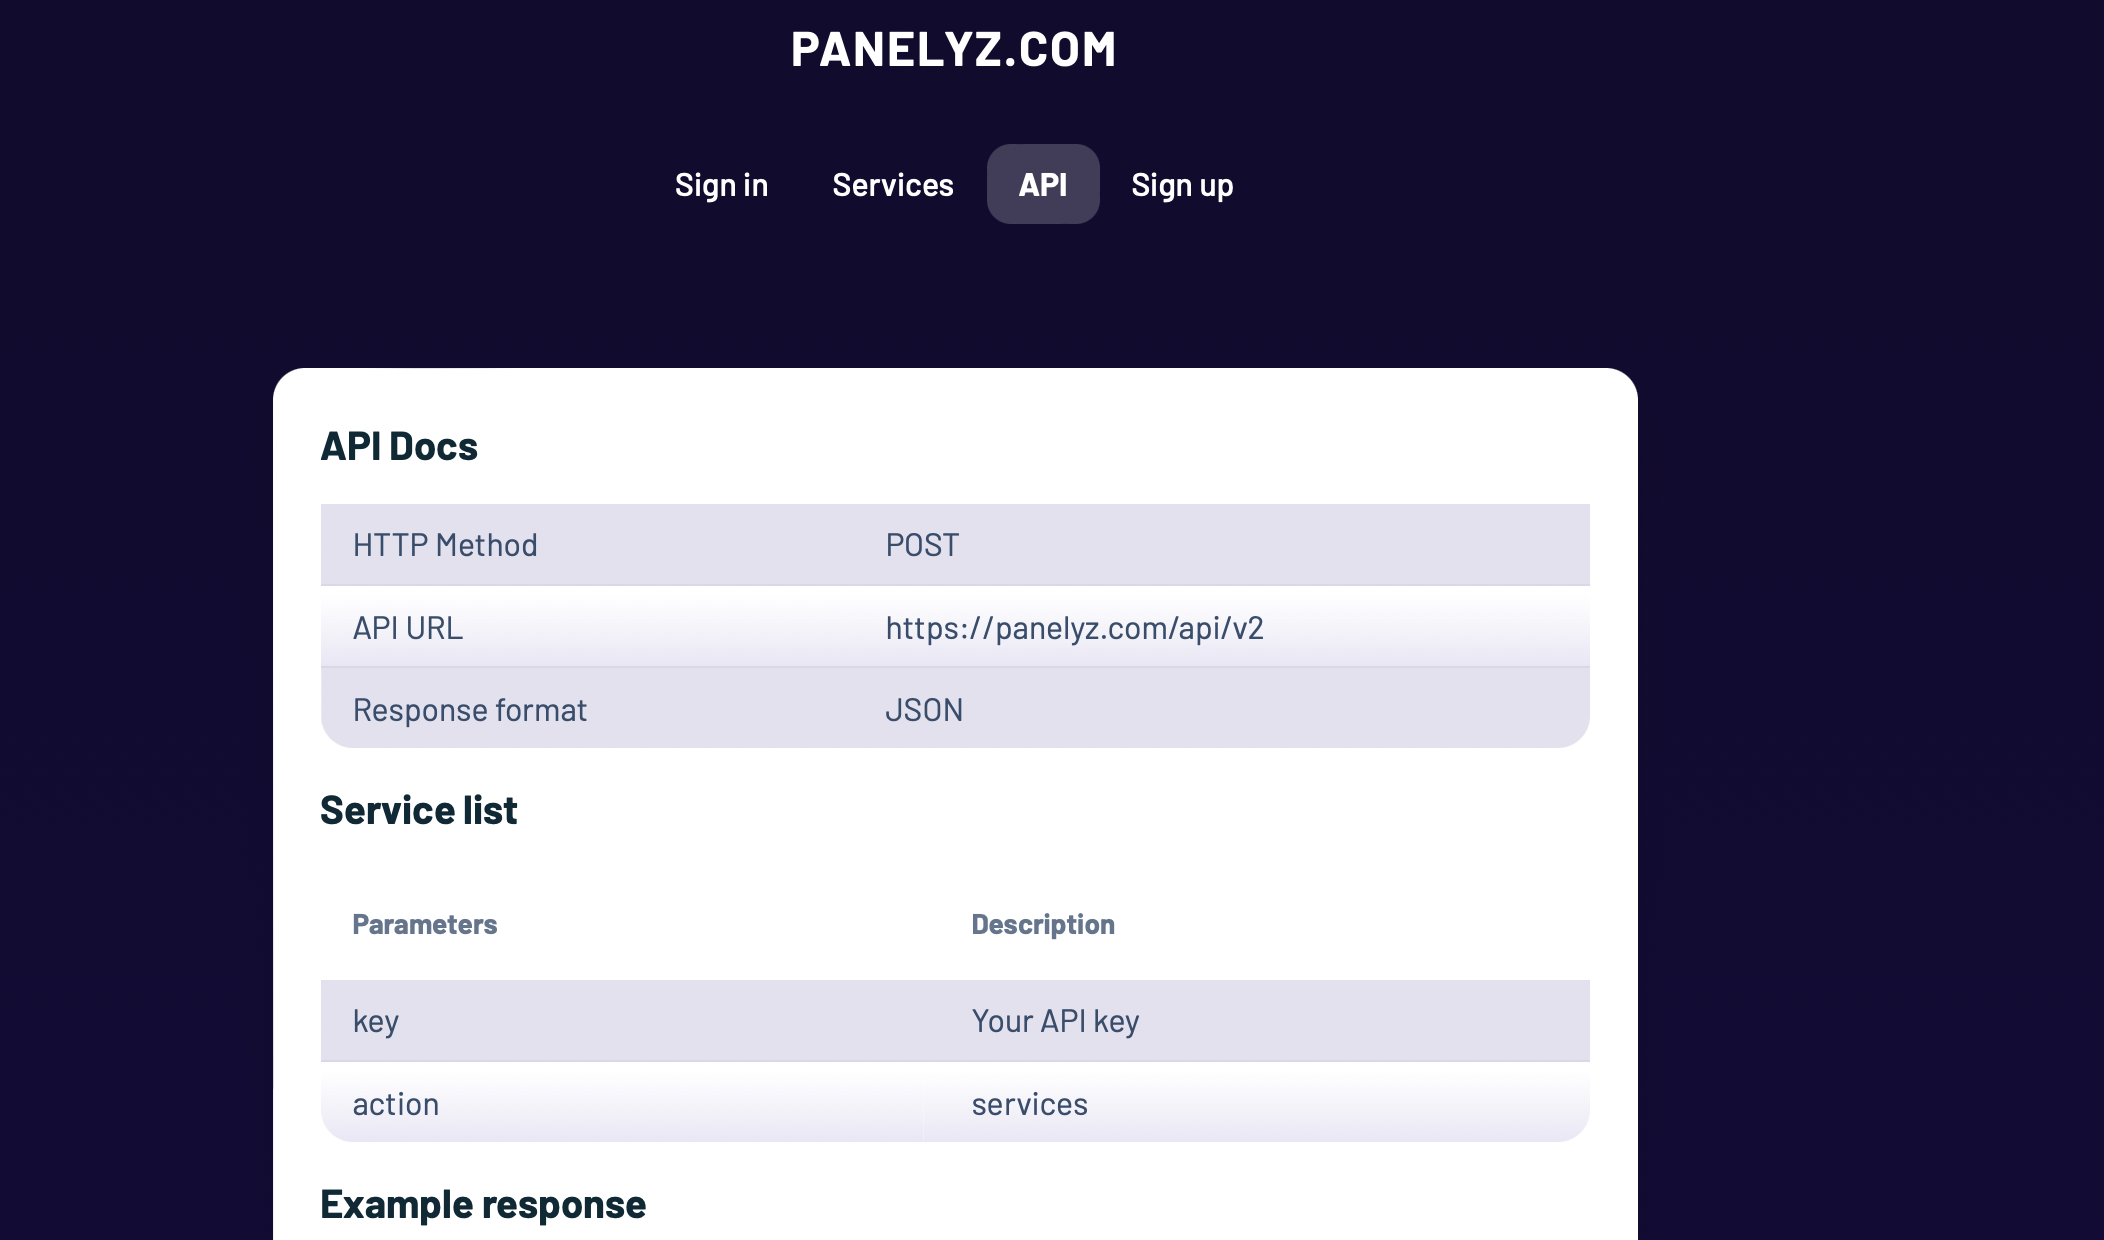 PANELYZ.COM
Sign in Services API Sign up
API Docs
HTTP Method POST
API URL https://panelyz.com/api/v2
Response format JSON
Service list
Parameters Description
key Your API key
action services
Example response